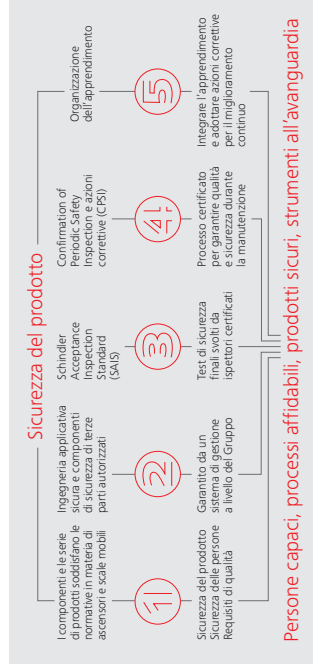 Sicurezza del prodotto
I componenti e le serie
di prodotti soddisfano le
normative in materia di
ascensori e scale mobili
1
Sicurezza del prodotto
Sicurezza delle persone
Requisiti di qualità
Ingegneria applicativa
sicura e componenti
di sicurezza di terze
parti autorizzati
2
Garantito da un
sistema di gestione
a livello del Gruppo
Schindler
Acceptance
Inspection
Standard
(SAIS)
3
Test di sicurezza
finali svolti da
ispettori certificati
Confirmation of
Periodic Safety
Inspection e azioni
correttive (CPSI)
4
Processo certificato
per garantire qualità
e sicurezza durante
la manutenzione
Organizzazione
dell'apprendimento
5
Integrare l'apprendimento
e adottare azioni correttive
per il miglioramento
continuo
Persone capaci, processi affidabili, prodotti sicuri, strumenti all'avanguardia